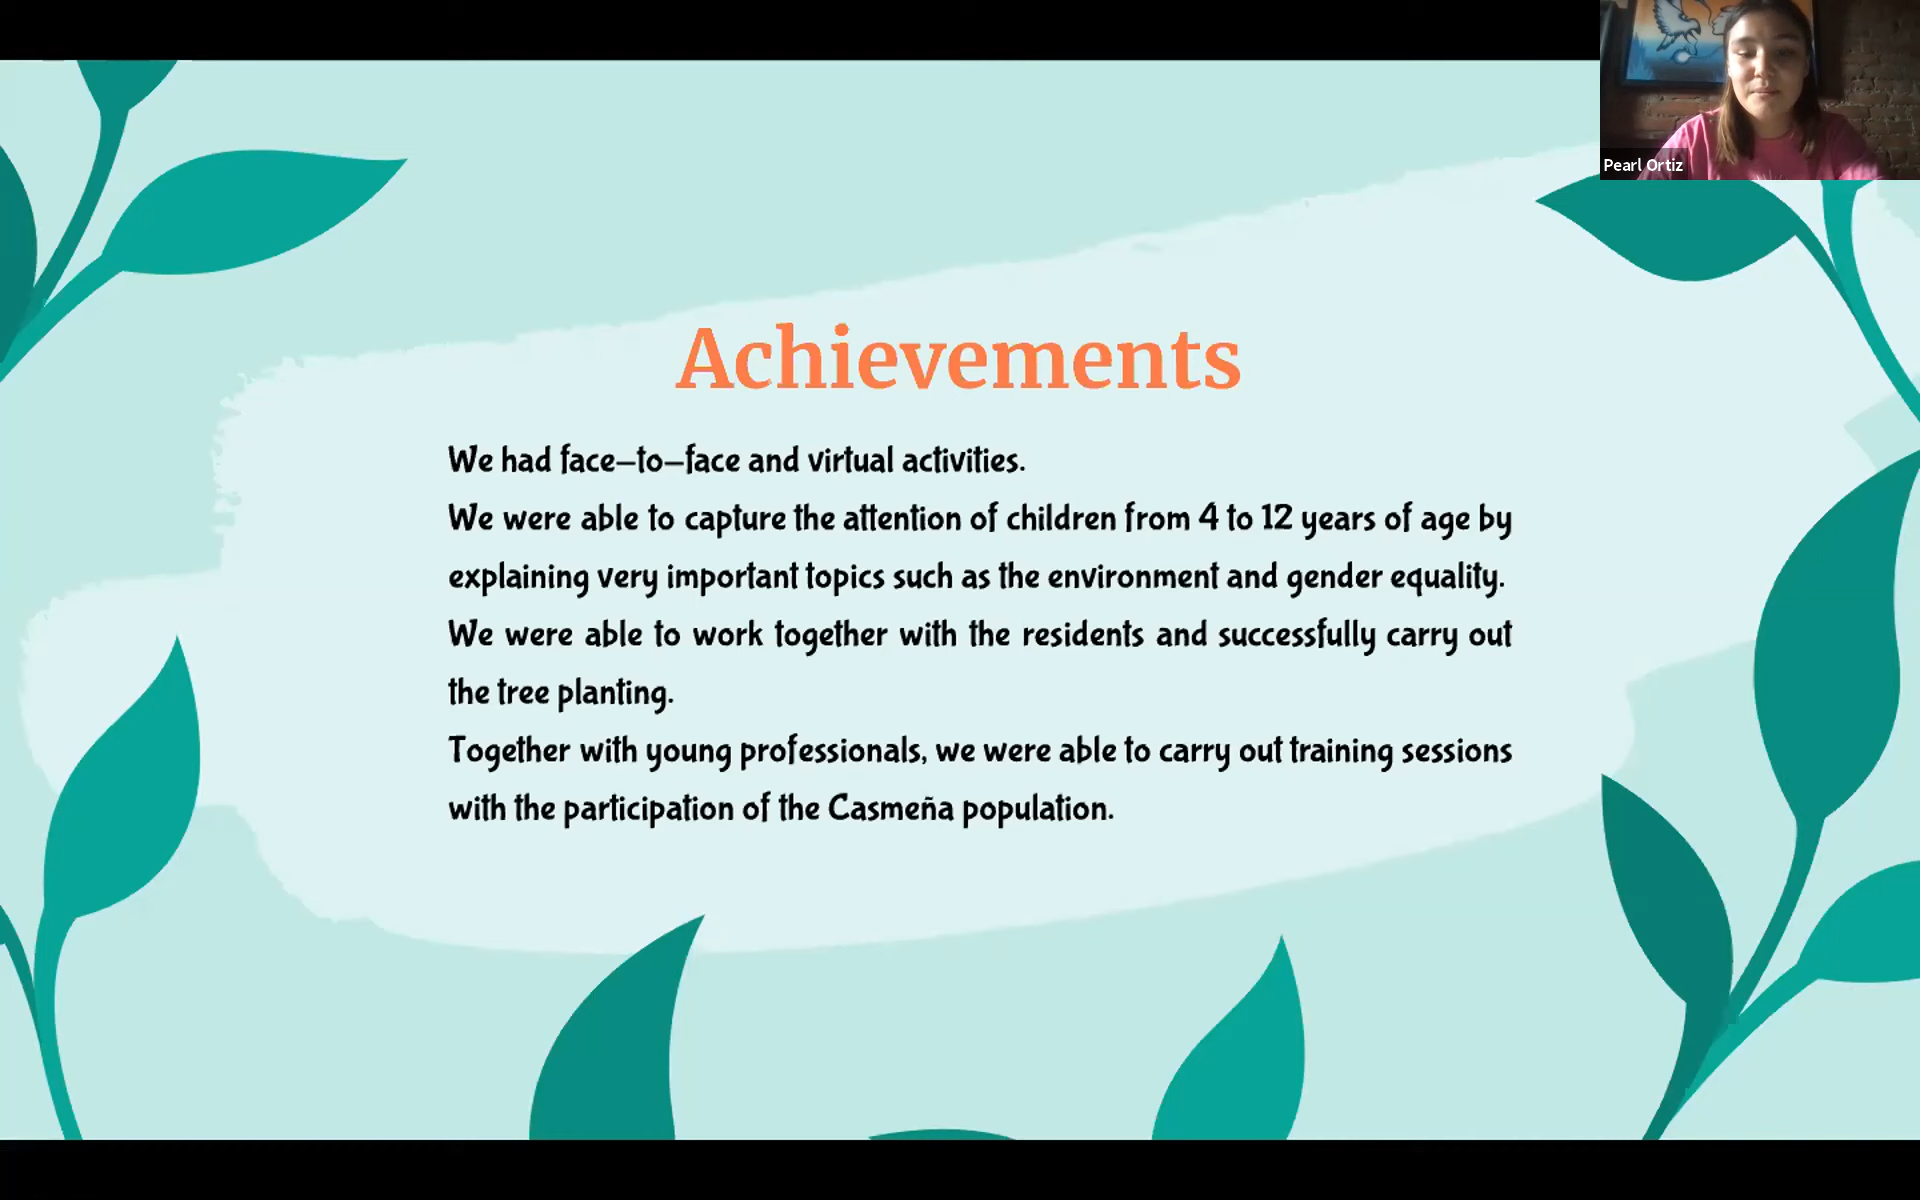 Pearl Ortiz
Achievements
We had face–to–face and virtual activities.
We were able to capture the attention of children from 4 to 12 years of age by
explaining very important topics such as the environment and gender equality.
We were able to work together with the residents and successfully carry out
the tree planting.
Together with young professionals, we were able to carry out training sessions
with the participation of the Casmeña population.